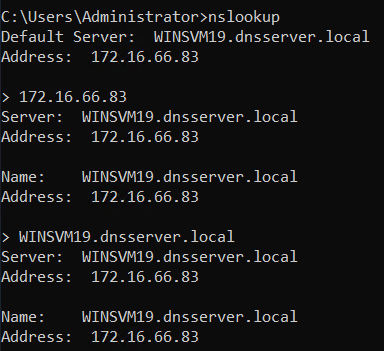 C:\Users\Administrator>nslookup
Default Server:  WINSVM19.dnsserver.local
Address:  172.16.66.83
> 172.16.66.83
Server:  WINSVM19.dnsserver.local
Address:  172.16.66.83
Name:    WINSVM19.dnsserver.local
Address:  172.16.66.83
> WINSVM19.dnsserver.local
Server:  WINSVM19.dnsserver.local
Address:  172.16.66.83
Name:    WINSVM19.dnsserver.local
Address:  172.16.66.83